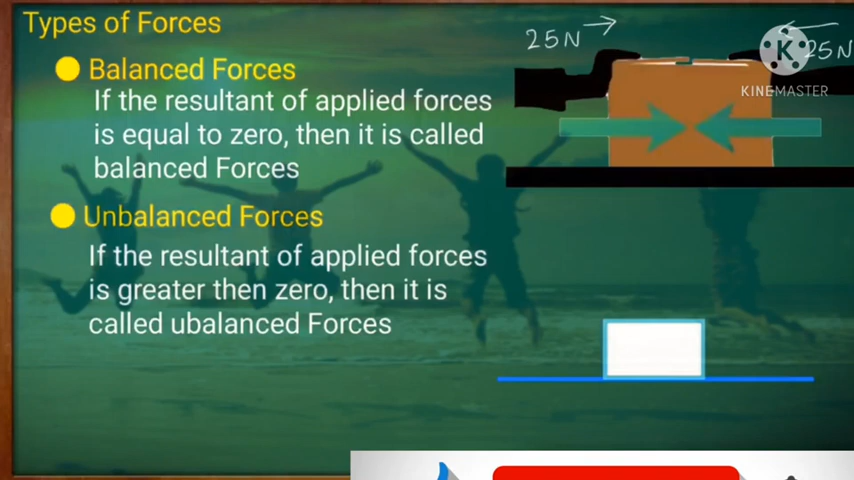 Types of Forces
Balanced Forces
If the resultant of applied forces
is equal to zero, then it is called
balanced Forces
Unbalanced Forces
If the resultant of applied forces
is greater then zero, then it is
called ubalanced Forces
25N
25N
K
KINEMASTER